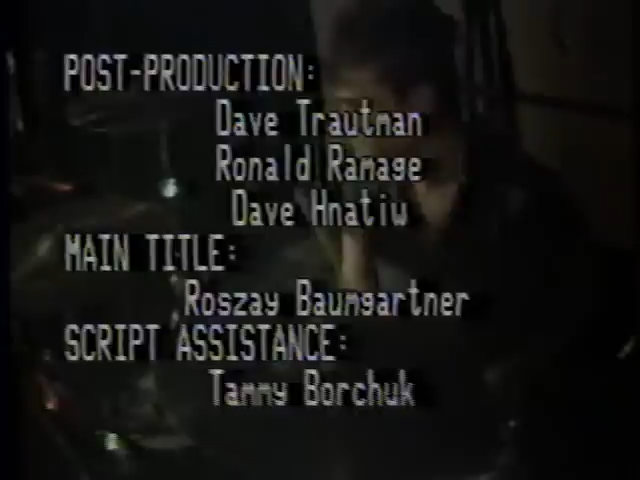 POST-PRODUCTION:
Dave Trautman
Ronald Ramage
Dave Hnatiw
MAIN TITLE:
Roszay Baumgartner
SCRIPT ASSISTANCE:
Tammy Borchuk